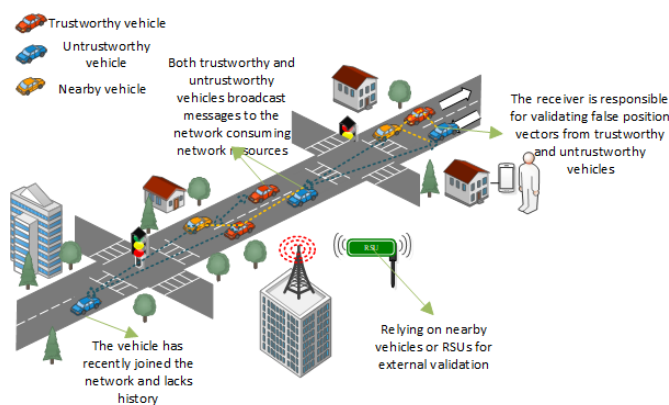 Trustworthy vehicle
Untrustworthy
vehicle
Nearby vehicle
Both trustworthy and
untrustworthy
vehicles broadcast
messages to the
network consuming
network resources
The receiver is responsible
for validating false position
vectors from trustworthy
and untrustworthy
vehicles
RSU
Relying on nearby
vehicles or RSUs for
external validation
The vehicle has
recently joined the
network and lacks
history